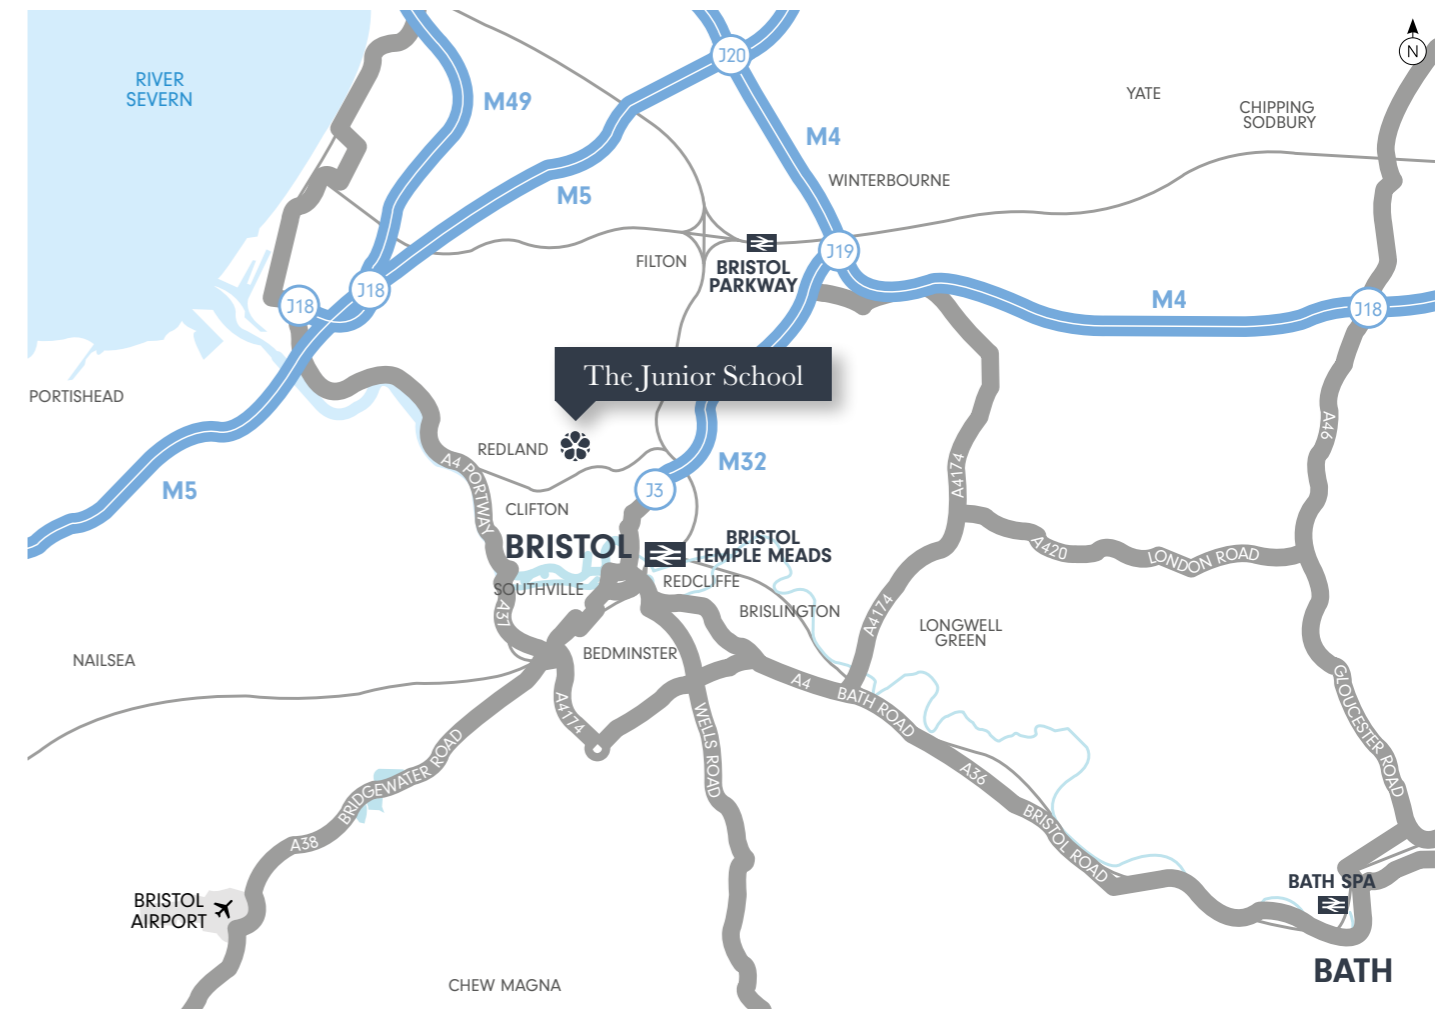 N
J20
RIVER
SEVERN
M49
YATE
CHIPPING
SODBURY
M4
WINTERBOURNE
M5
J19
FILTON
BRISTOL
PARKWAY
J18
J18
M4
J18
The Junior School
PORTISHEAD
A46
REDLAND
A4 PORTWAY
M32
A4174
M5
J3
CLIFTON
BRISTOL
BRISTOL
TEMPLE MEADS
A420
LONDON ROAD
SOUTHVILLE
REDCLIFFE
A37
BRISLINGTON
A4174
LONGWELL
GREEN
NAILSEA
BEDMINSTER
A4
BATH ROAD
A4174
WELLS ROAD
GLOUCESTER ROAD
BRIDGEWATER ROAD
A36
A38
BRISTOL ROAD
BATH SPA
BRISTOL
AIRPORT
BATH
CHEW MAGNA